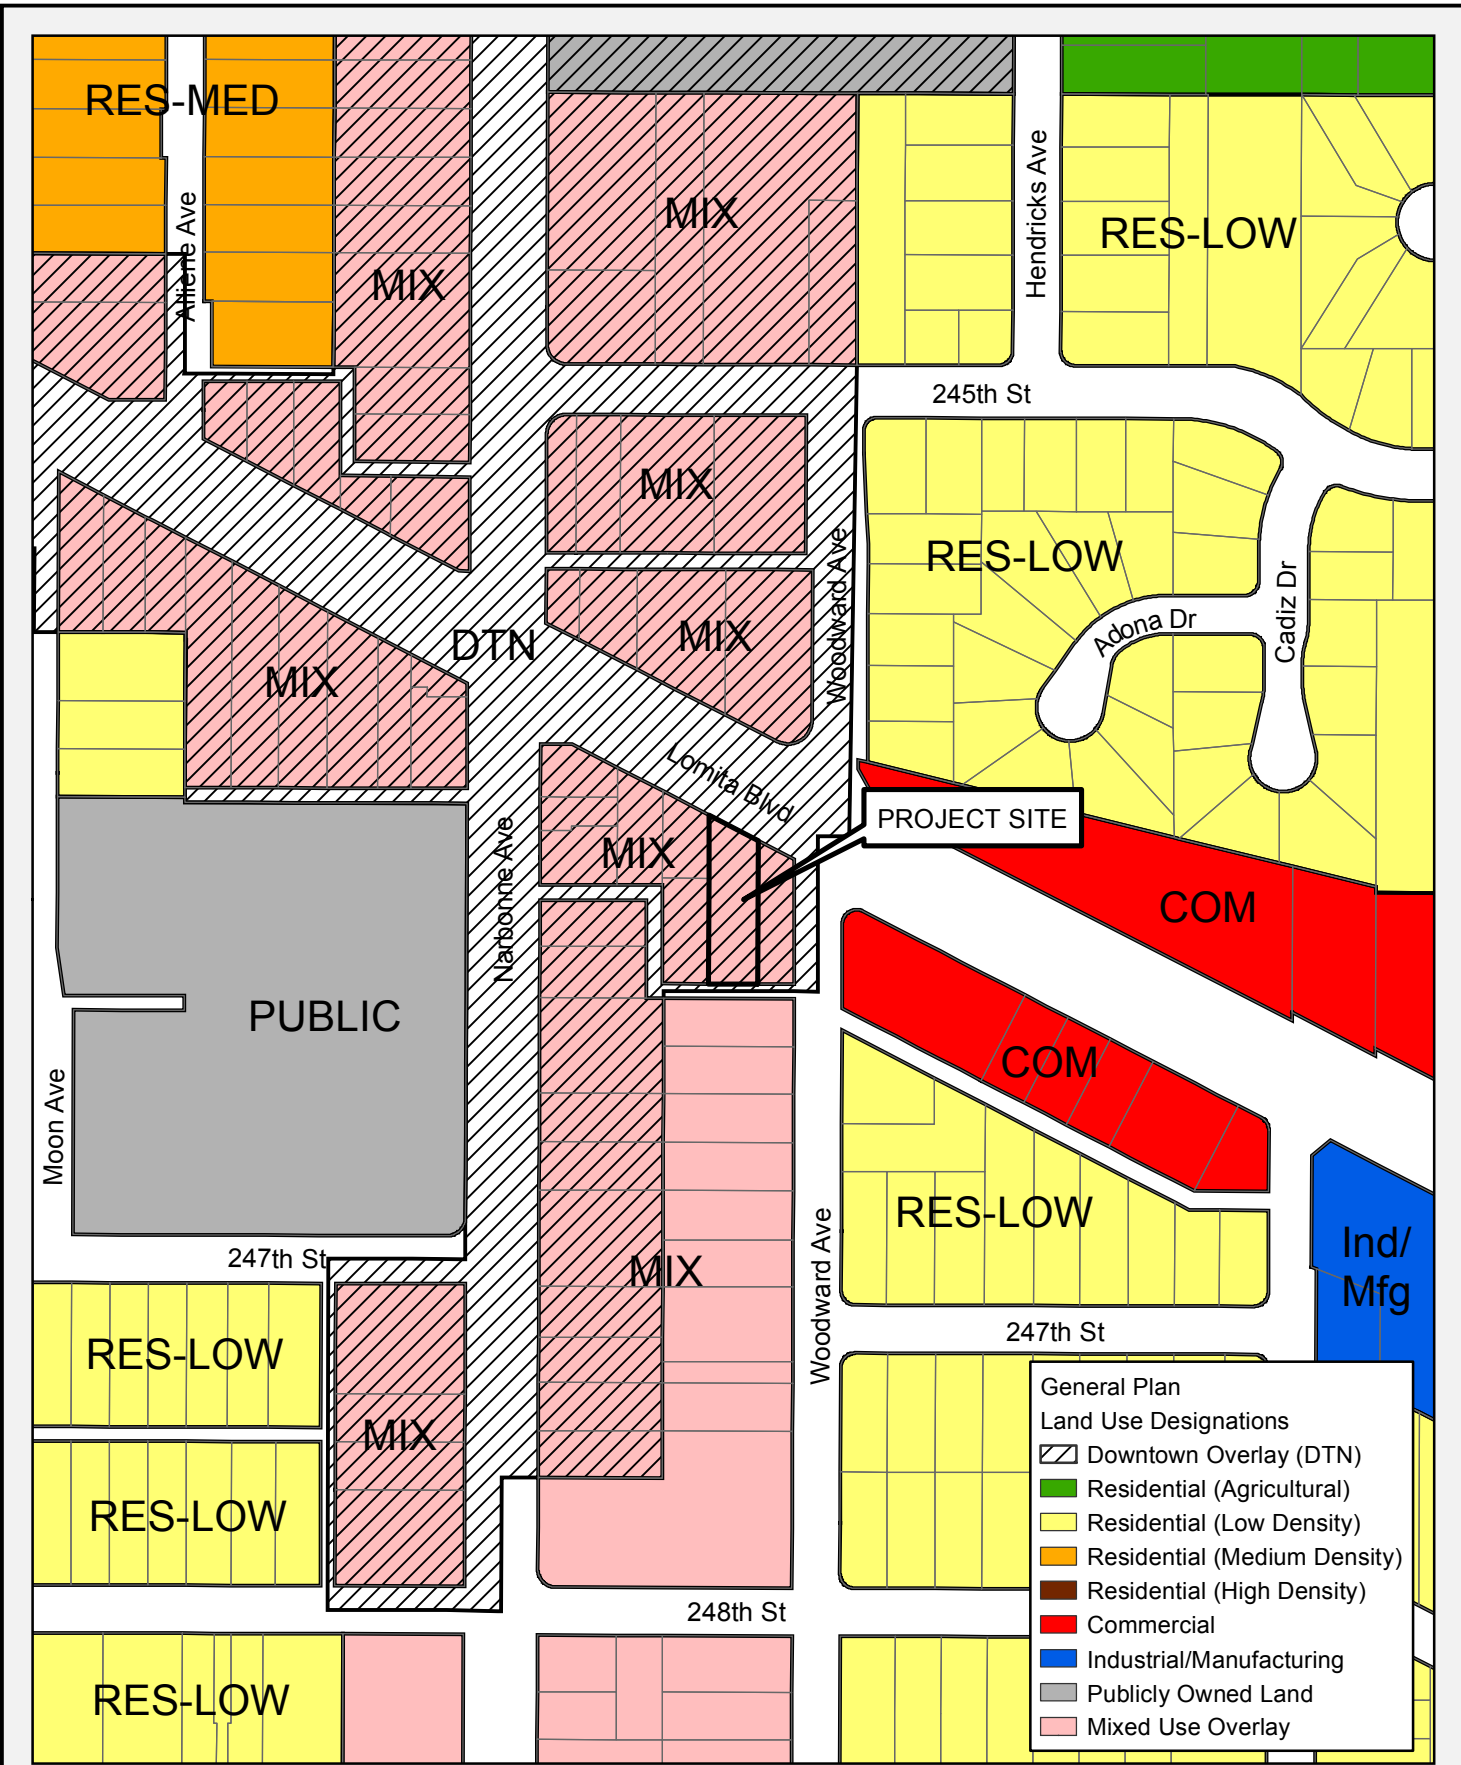 RES-MED
Alliene Ave
MIX
MIX
Hendricks Ave
RES-LOW
245th St
MIX
RES-LOW
Woodward Ave
MIX
DTN
MIX
Adona Dr
Cadiz Dr
Lomita Blvd
PROJECT SITE
MIX
Narbonne Ave
COM
PUBLIC
COM
Moon Ave
RES-LOW
247th St
MIX
Woodward Ave
Ind/
Mfg
247th St
RES-LOW
MIX
RES-LOW
248th St
RES-LOW
General Plan
Land Use Designations
Downtown Overlay (DTN)
Residential (Agricultural)
Residential (Low Density)
Residential (Medium Density)
Residential (High Density)
Commercial
Industrial/Manufacturing
Publicly Owned Land
Mixed Use Overlay